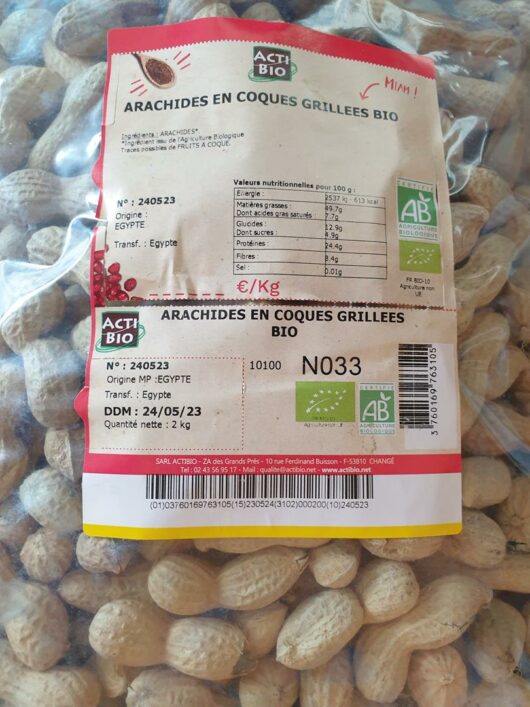 ACTI
BIO
MIAM !
ARACHIDES EN COQUES GRILLEES BIO
Ingrédients : ARACHIDES*
*Ingrédient issu de l'Agriculture Biologique
Traces possibles de FRUITS A COQUE.
Valeurs nutritionnelles pour 100 g :
Energie : 2537 kj - 613 kcal
Matières grasses : 49.7g
Dont acides gras saturés 7.7g
Glucides : 12.9g
Dont sucres : 4.9g
Protéines : 24.4g
Fibres : 8.4g
Sel : 0.01g
N° : 240523
Origine :
EGYPTE
Transf. : Egypte
CERTIFIÉ
AB
AGRICULTURE
BIOLOGIQUE
FR BIO-10
Agriculture non
UE
€/Kg
ACTI
BIO
ARACHIDES EN COQUES GRILLEES
BIO
N° : 240523
Origine MP :EGYPTE
Transf. : Egypte
DDM : 24/05/23
Quantité nette : 2 kg
10100
N033
CERTIFIÉ
AB
AGRICULTURE
BIOLOGIQUE
3 760169 763105
SARL ACTIBIO - ZA des Grands Prés - 10 rue Ferdinand Buisson - F-53810 CHANGÉ
Tel : 02 43 56 95 17 - Mail : qualite@actibio.net - www.actibio.net
(01)03760169763105(15)230524(3102)000200(10)240523